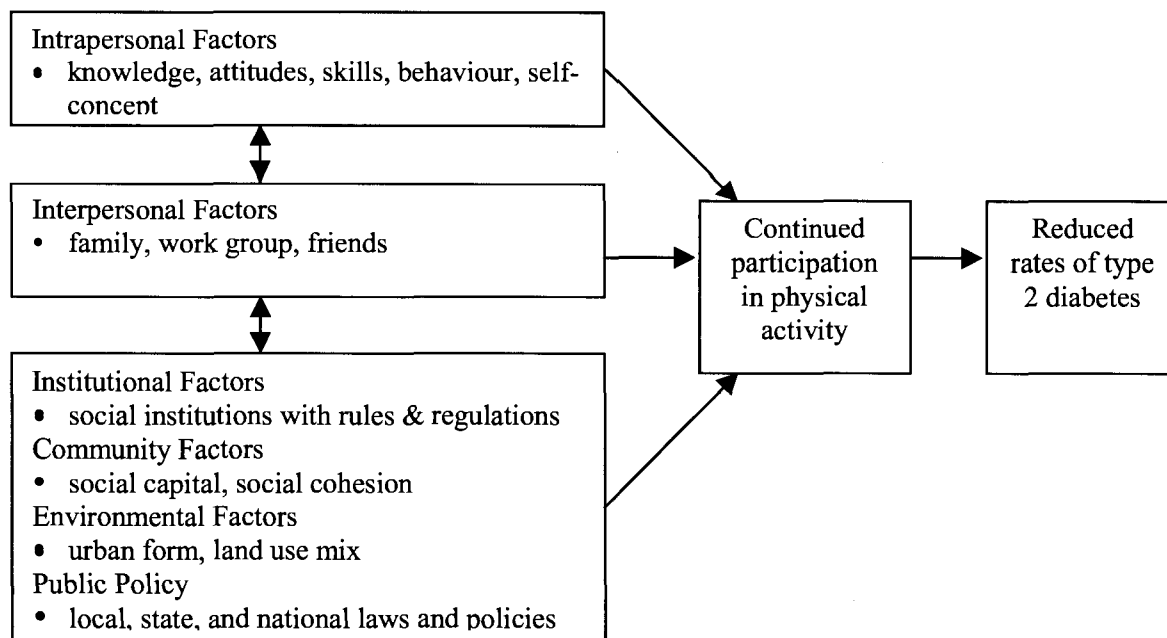 Intrapersonal Factors
• knowledge, attitudes, skills, behaviour, self-
concent
Interpersonal Factors
• family, work group, friends
Institutional Factors
• social institutions with rules & regulations
Community Factors
• social capital, social cohesion
Environmental Factors
• urban form, land use mix
Public Policy
• local, state, and national laws and policies
Continued
participation
in physical
activity
Reduced
rates of type
2 diabetes